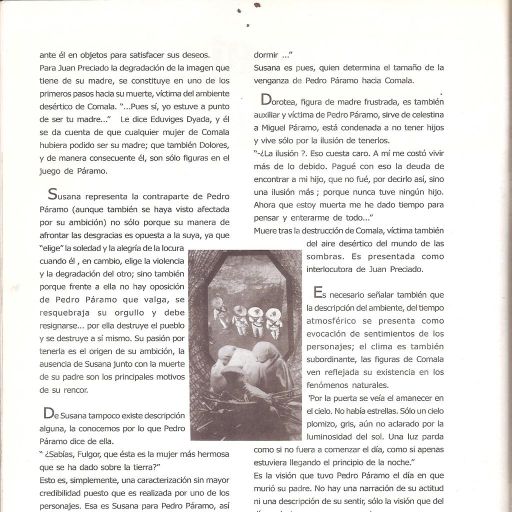 ante él en objetos para satisfacer sus deseos.
Para Juan Preciado la degradación de la imagen que
tiene de su madre, se constituye en uno de los
primeros pasos hacia su muerte, víctima del ambiente
desértico de Comala. "...Pues sí, yo estuve a punto
de ser tu madre..." Le dice Eduviges Dyada, y él
se da cuenta de que cualquier mujer de Comala
hubiera podido ser su madre; que también Dolores,
y de manera consecuente él, son sólo figuras en el
juego de Páramo.
Susana representa la contraparte de Pedro
Páramo (aunque también se haya visto afectada
por su ambición) no sólo porque su manera de
afrontar las desgracias es opuesta a la suya, ya que
"elige" la soledad y la alegría de la locura
cuando él , en cambio, elige la violencia
y la degradación del otro; sino también
porque frente a ella no hay oposición
de Pedro Páramo que valga, se
resquebraja su orgullo y debe
resignarse... por ella destruye el pueblo
y se destruye a sí mismo. Su pasión por
tenerla es el origen de su ambición, la
ausencia de Susana junto con la muerte
de su padre son los principales motivos
de su rencor.
De Susana tampoco existe descripción
alguna, la conocemos por lo que Pedro
Páramo dice de ella.
" ¿Sabías, Fulgor, que ésta es la mujer más hermosa
que se ha dado sobre la tierra?"
Esto es, simplemente, una caracterización sin mayor
credibilidad puesto que es realizada por uno de los
personajes. Esa es Susana para Pedro Páramo, así
dormir ..."
Susana es pues, quien determina el tamaño de la
venganza de Pedro Páramo hacia Comala.
Dorotea, figura de madre frustrada, es también
auxiliar y víctima de Pedro Páramo, sirve de celestina
a Miguel Páramo, está condenada a no tener hijos
y vive sólo por la ilusión de tenerlos.
"-¿La ilusión ?. Eso cuesta caro. A mí me costó vivir
más de lo debido. Pagué con eso la deuda de
encontrar a mi hijo, que no fué, por decirlo así, sino
una ilusión más ; porque nunca tuve ningún hijo.
Ahora que estoy muerta me he dado tiempo para
pensar y enterarme de todo..."
Muere tras la destrucción de Comala, víctima también
del aire desértico del mundo de las
sombras. Es presentada como
interlocutora de Juan Preciado.
Es necesario señalar también que
la descripción del ambiente, del tiempo
atmosférico se presenta como
evocación de sentimientos de los
personajes; el clima es también
subordinante, las figuras de Comala
ven reflejada su existencia en los
fenómenos naturales.
'Por la puerta se veía el amanecer en
el cielo. No había estrellas. Sólo un cielo
plomizo, gris, aún no aclarado por la
luminosidad del sol. Una luz parda
como si no fuera a comenzar el día, como si apenas
estuviera llegando el principio de la noche."
Es la visión que tuvo Pedro Páramo el día en que
murió su padre. No hay una narración de su actitud
ni una descripción de su sentir, sólo la visión que del